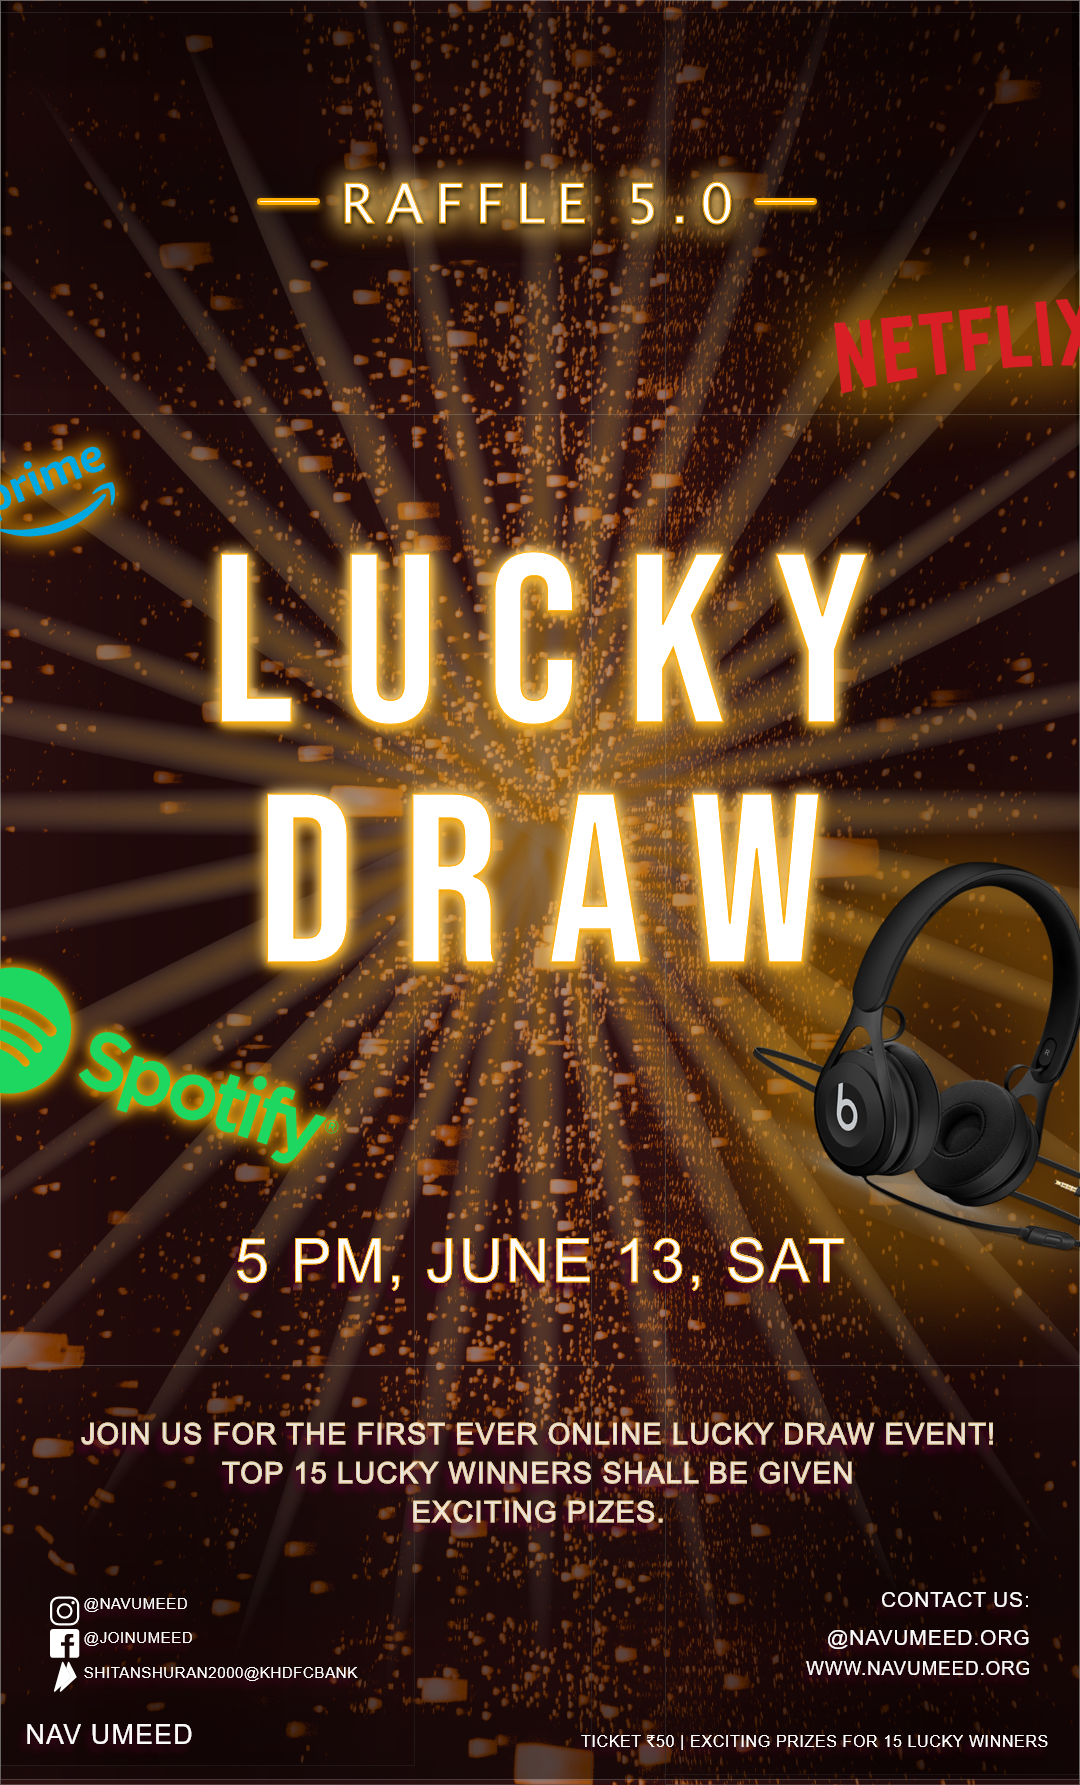 RAFFLE 5.0
NETFLIX
prime
LUCKY
DRAW
b
Spotify
5 PM, JUNE 13, SAT
JOIN US FOR THE FIRST EVER ONLINE LUCKY DRAW EVENT!
TOP 15 LUCKY WINNERS SHALL BE GIVEN
EXCITING PIZES.
@NAVUMEED
@JOINUMEED
SHITANSHURAN2000@KHDFCBANK
CONTACT US:
@NAVUMEED.ORG
WWW.NAVUMEED.ORG
NAV UMEED
TICKET ₹50 | EXCITING PRIZES FOR 15 LUCKY WINNERS